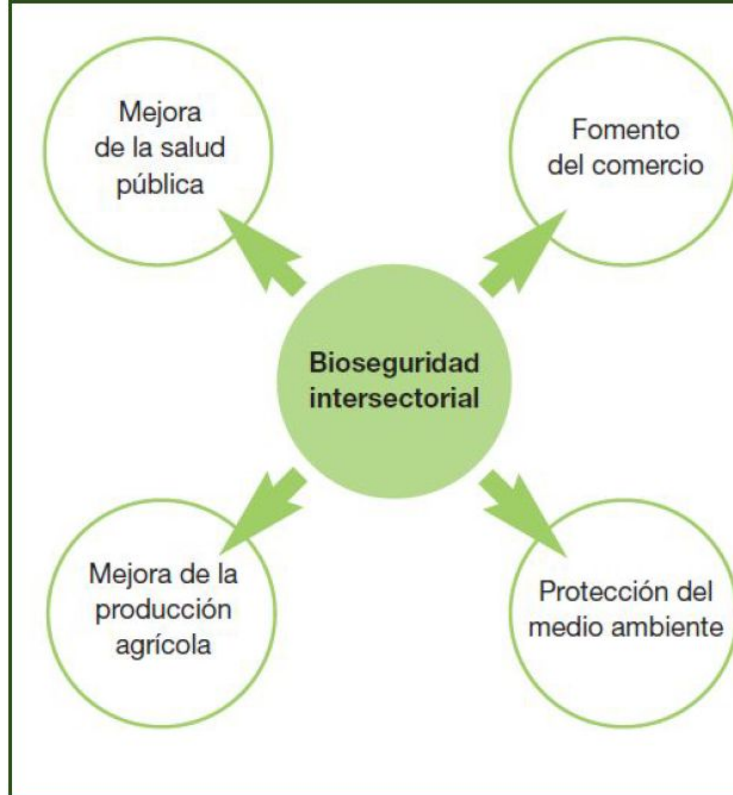 Mejora
de la salud
pública
Fomento
del comercio
Bioseguridad
intersectorial
Mejora de la
producción
agrícola
Protección del
medio ambiente